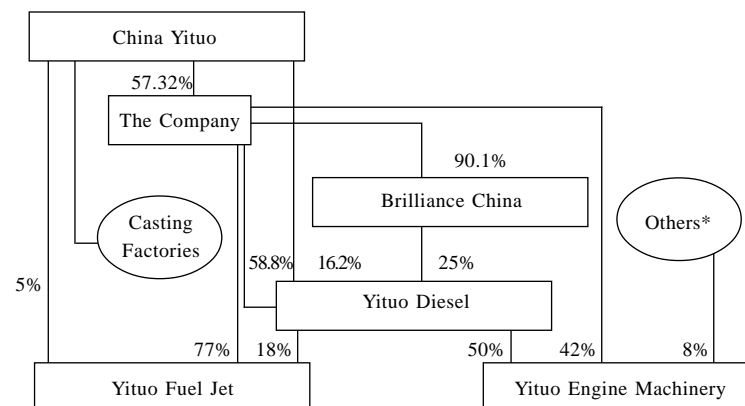 China Yituo
57.32%
The Company
90.1%
Brilliance China
Casting
Factories
Others*
58.8%
16.2%
25%
5%
Yituo Diesel
77%
18%
50%
42%
8%
Yituo Fuel Jet
Yituo Engine Machinery